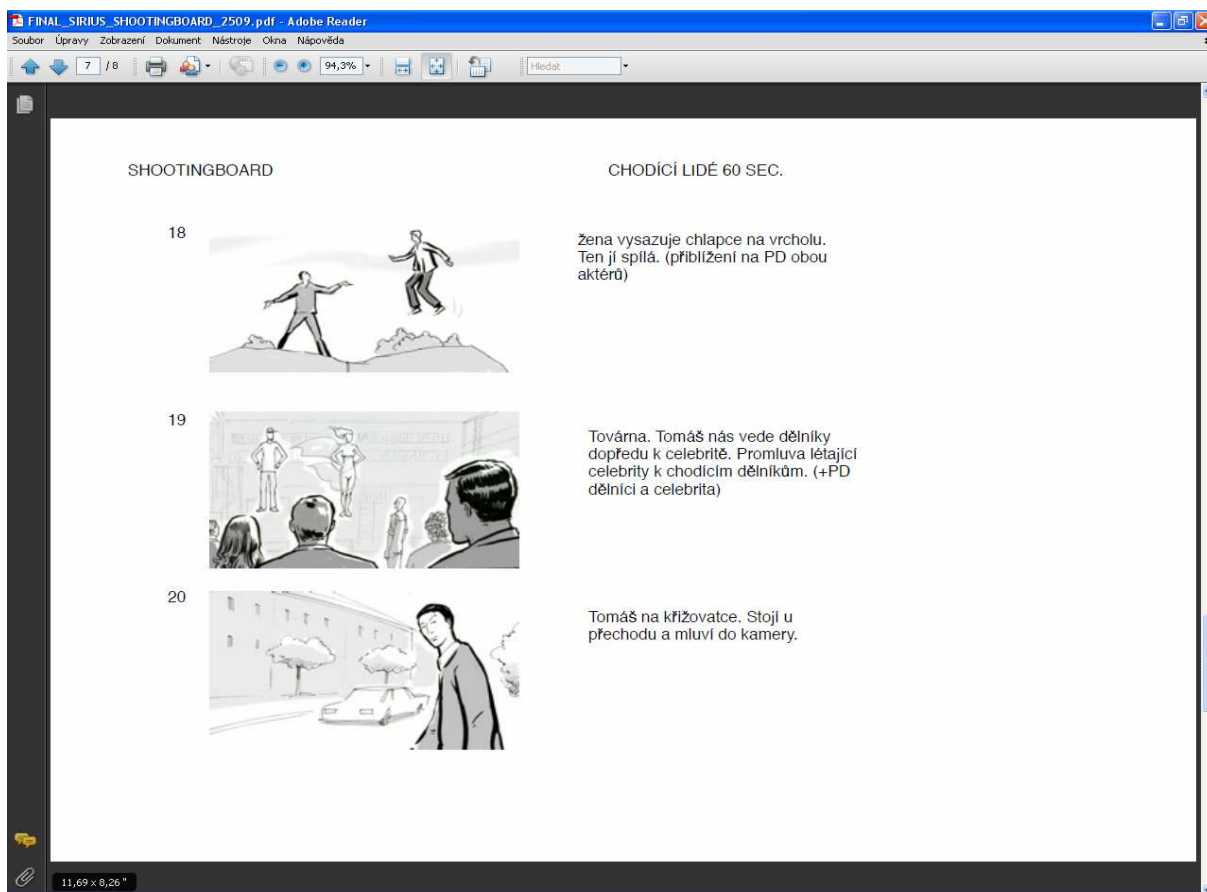 FINAL_SIRIUS_SHOOTINGBOARD_2509.pdf - Adobe Reader
Soubor Úpravy Zobrazení Dokument Nástroje Okna Nápověda
7 / 8 94,3% Hledat
SHOOTINGBOARD
CHODÍCÍ LIDÉ 60 SEC.
18
žena vysazuje chlapce na vrcholu.
Ten jí spílá. (přiblížení na PD obou
aktérů)
19
Továrna. Tomáš nás vede dělníky
dopředu k celebritě. Promluva létající
celebrity k chodícím dělníkům. (+PD
dělníci a celebrita)
20
Tomáš na křižovatce. Stojí u
přechodu a mluví do kamery.
11,69 x 8,26 "